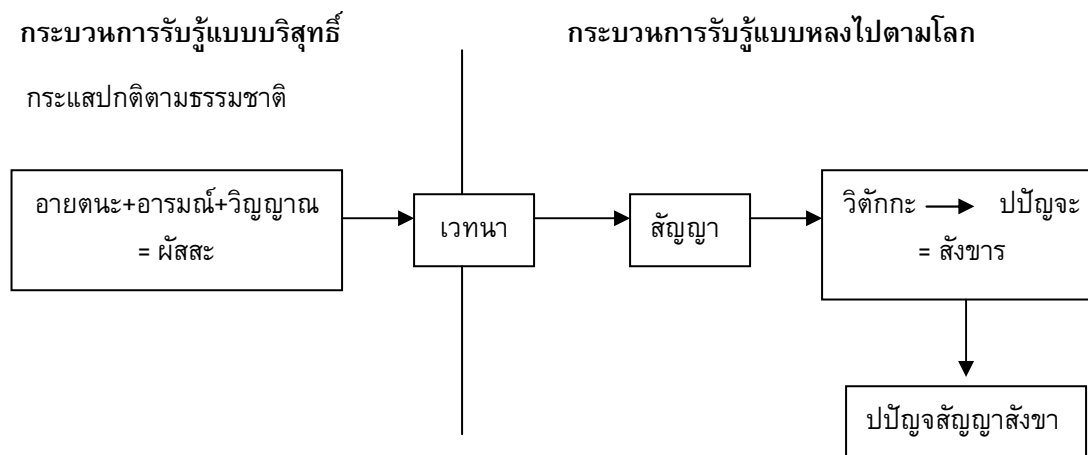 กระบวนการรับรู้แบบบริสุทธิ์
กระบวนการรับรู้แบบหลงไปตามโลก
กระแสปกติตามธรรมชาติ
อายตนะ+อารมณ์+วิญญาณ
= ผัสสะ
เวทนา
สัญญา
วิตักกะ ปปัญจะ
= สังขาร
ปปัญจสัญญาสังขา